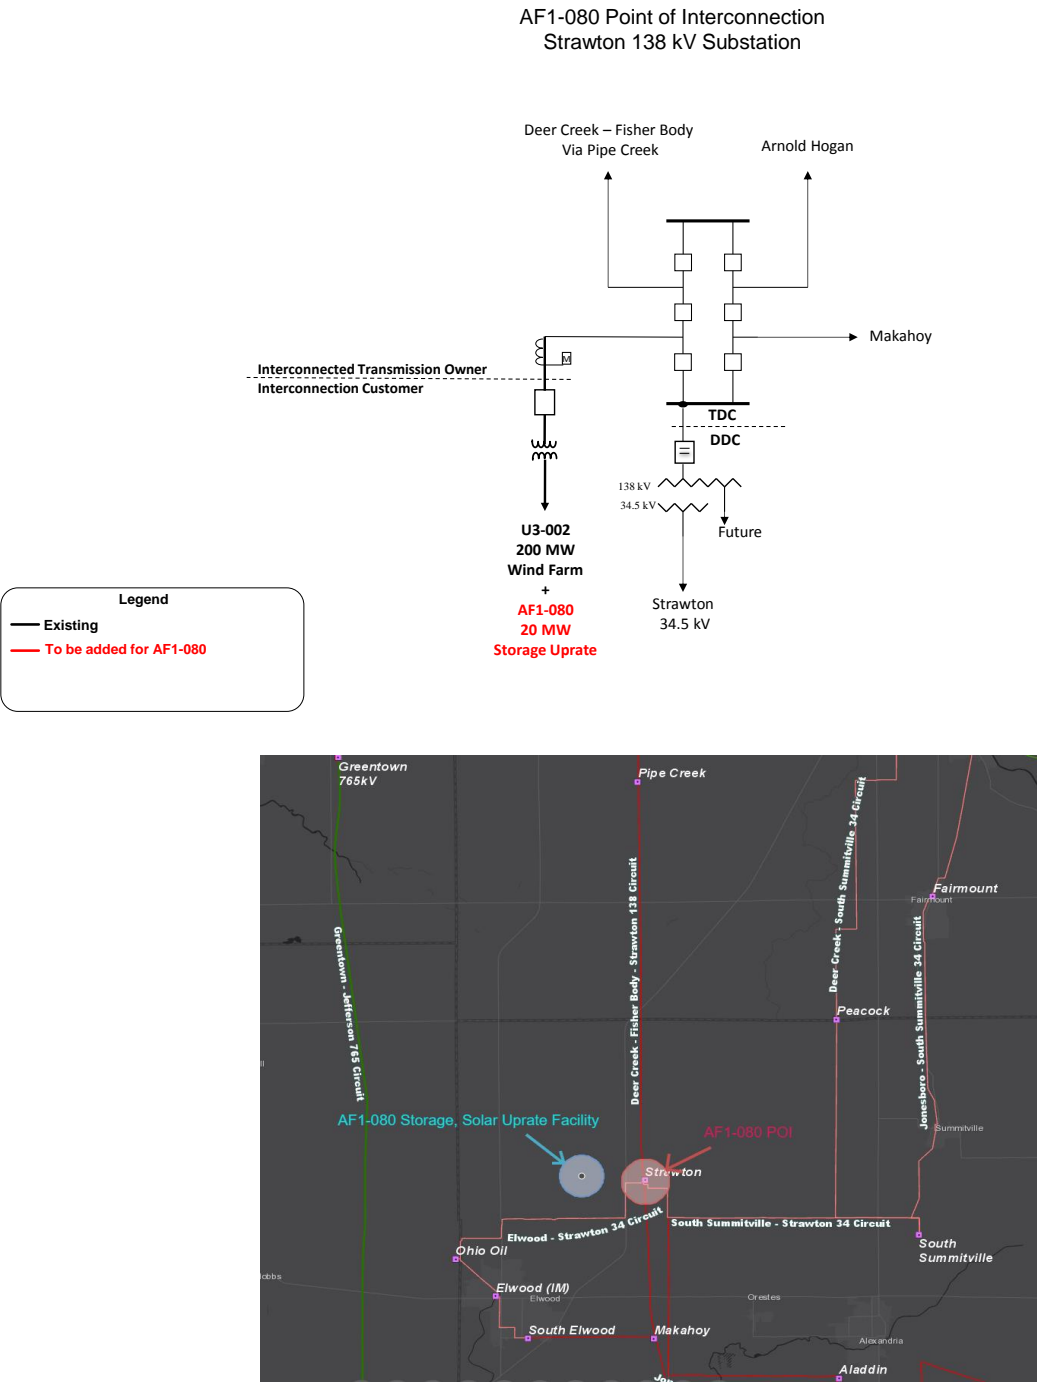 AF1-080 Point of Interconnection
Strawton 138 kV Substation
Deer Creek – Fisher Body
Via Pipe Creek
Arnold Hogan
Makahoy
M
Interconnected Transmission Owner
Interconnection Customer
TDC
DDC
138 kV
34.5 kV
Future
U3-002
200 MW
Wind Farm
+
AF1-080
20 MW
Storage Uprate
Strawton
34.5 kV
Legend
Existing
To be added for AF1-080
Greentown
765kV
Pipe Creek
Deer Creek - South Summitville 34 Circuit
Fairmount
Fairmount
Deer Creek - Fisher Body - Strawton 138 Circuit
Greentown - Jefferson 765 Circuit
Jonesboro - South Summitville 34 Circuit
Peacock
AF1-080 Storage, Solar Uprate Facility
AF1-080 POI
Summitville
Strawton
Elwood - Strawton 34 Circuit
South Summitville - Strawton 34 Circuit
Ohio Oil
South
Summitville
Elwood (IM)
Elwood
Orestes
South Elwood
Makahoy
Alexandria
Aladdin